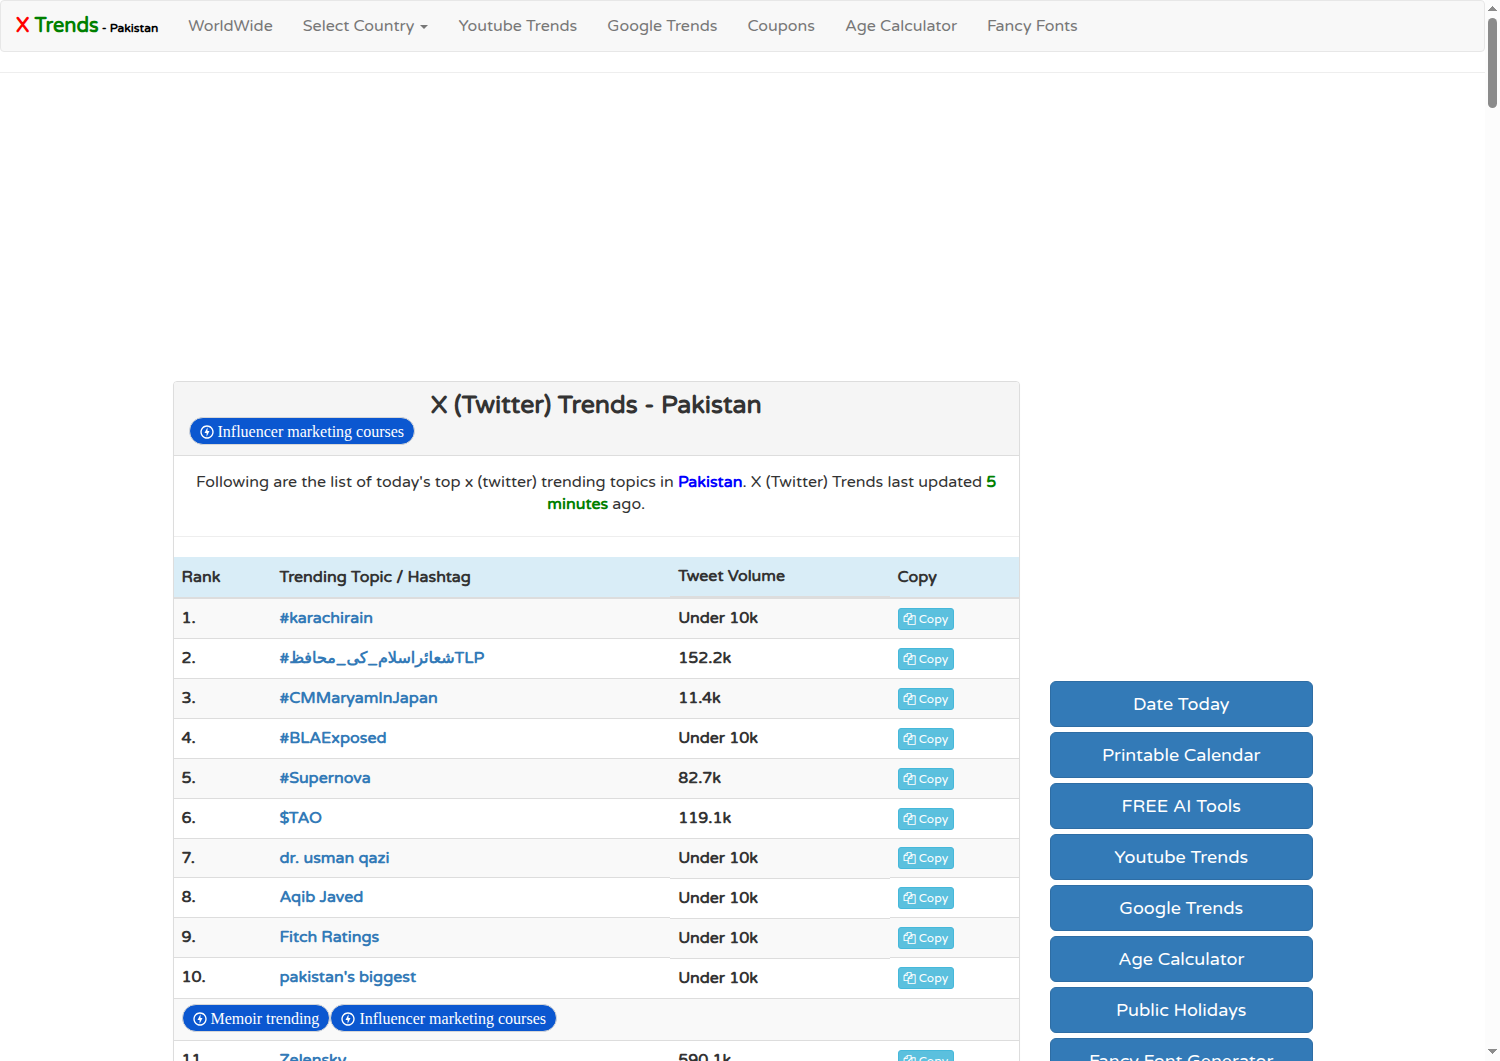 X Trends - Pakistan WorldWide Select Country Youtube Trends Google Trends Coupons Age Calculator Fancy Fonts
X (Twitter) Trends - Pakistan
Influencer marketing courses
Following are the list of today's top x (twitter) trending topics in Pakistan. X (Twitter) Trends last updated 5
minutes ago.
Rank Trending Topic / Hashtag Tweet Volume Copy
1. #karachirain Under 10k Copy
2. #شعائراسلام_کی_محافظTLP 152.2k Copy
3. #CMMaryamInJapan 11.4k Copy
4. #BLAExposed Under 10k Copy
5. #Supernova 82.7k Copy
6. $TAO 119.1k Copy
7. dr. usman qazi Under 10k Copy
8. Aqib Javed Under 10k Copy
9. Fitch Ratings Under 10k Copy
10. pakistan's biggest Under 10k Copy
Memoir trending Influencer marketing courses
11. Zelensky 590.1k Copy
Date Today
Printable Calendar
FREE AI Tools
Youtube Trends
Google Trends
Age Calculator
Public Holidays
Fancy Font Generator